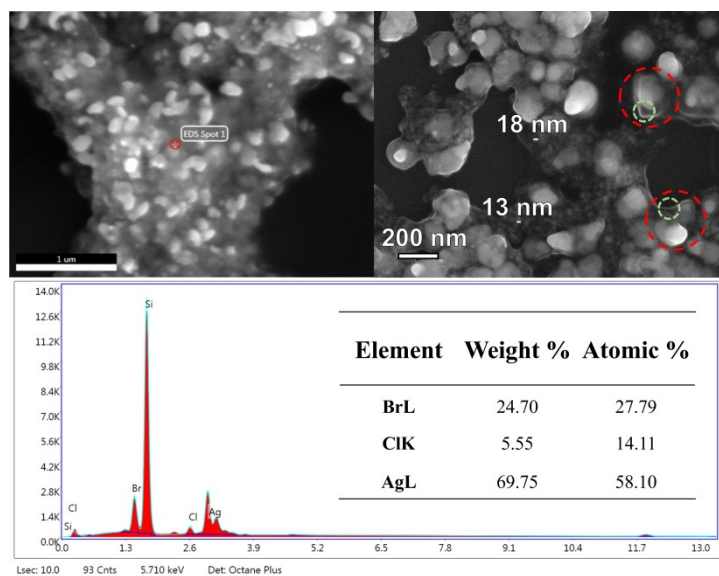 EDS Spot 1
1 um
18 nm
13 nm
200 nm
14.0K
12.6K
11.2K
9.8K
8.4K
7.0K
5.6K
4.2K
2.8K
1.4K
0.0K
Si
Br
Cl
Si
Cl
Ag
0.0 1.3 2.6 3.9 5.2 6.5 7.8 9.1 10.4 11.7 13.0
Element Weight % Atomic %
BrL 24.70 27.79
ClK 5.55 14.11
AgL 69.75 58.10
Lsec: 10.0 93 Cnts 5.710 keV Det: Octane Plus